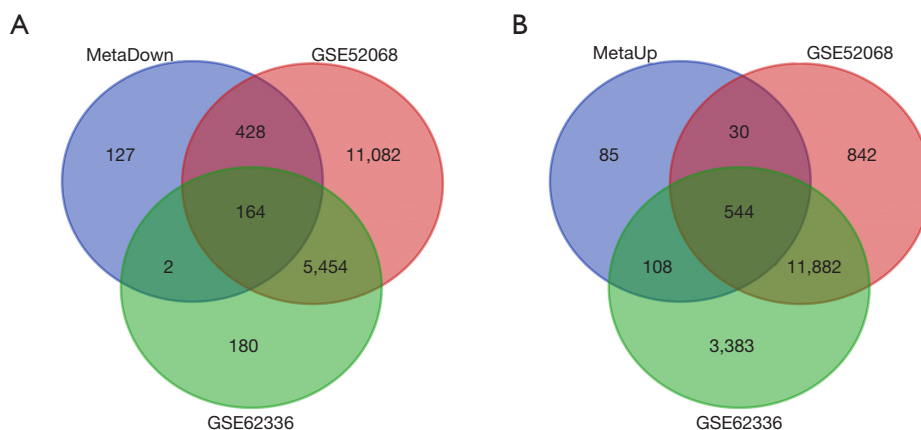 A
MetaDown
GSE52068
428
127
11,082
164
2
5,454
180
GSE62336
B
MetaUp
GSE52068
30
85
842
544
108
11,882
3,383
GSE62336